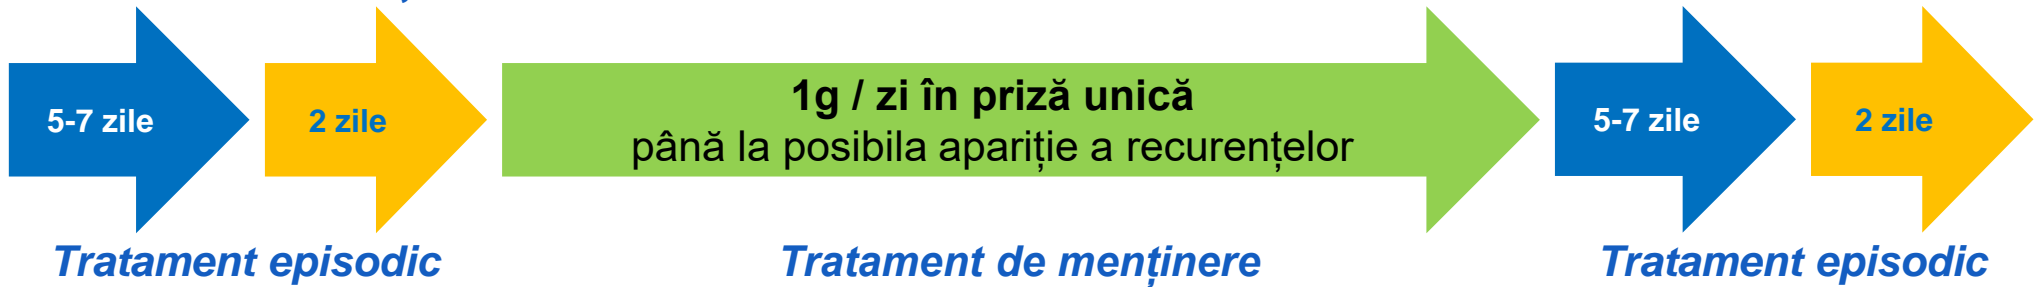 5-7 zile
2 zile
1g / zi în priză unică
până la posibila apariție a recurențelor
5-7 zile
2 zile
Tratament episodic
Tratament de menținere
Tratament episodic